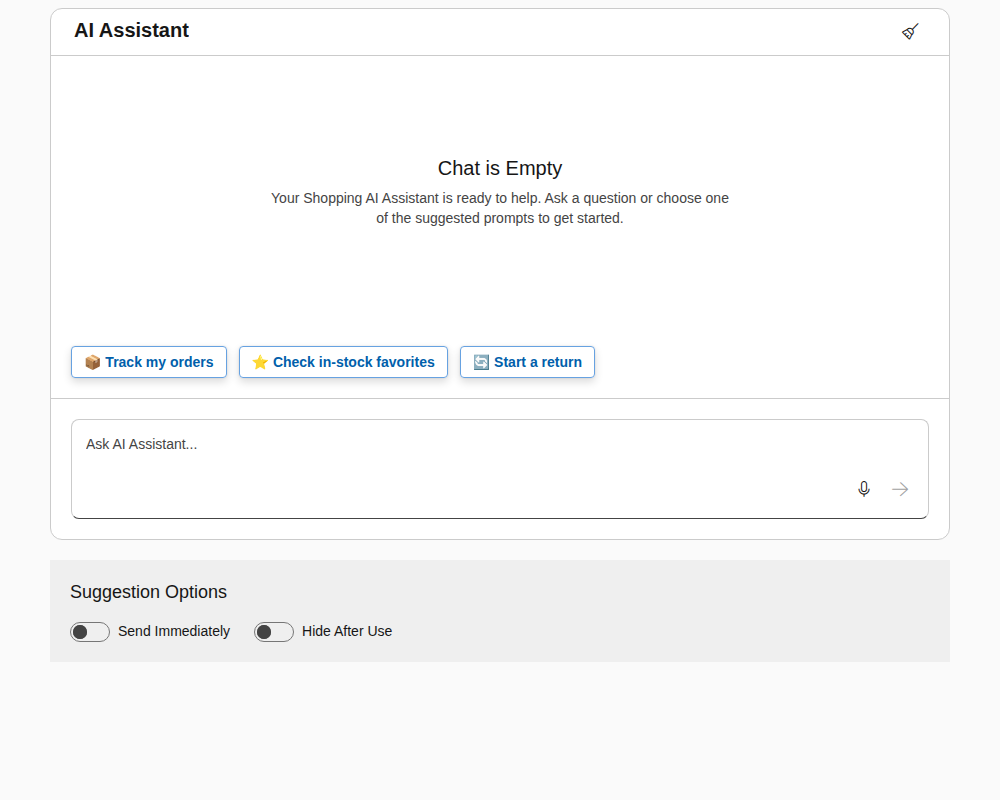 AI Assistant
Chat is Empty
Your Shopping AI Assistant is ready to help. Ask a question or choose one
of the suggested prompts to get started.
📦 Track my orders
⭐ Check in-stock favorites
🔄 Start a return
Ask AI Assistant...
Suggestion Options
Send Immediately
Hide After Use